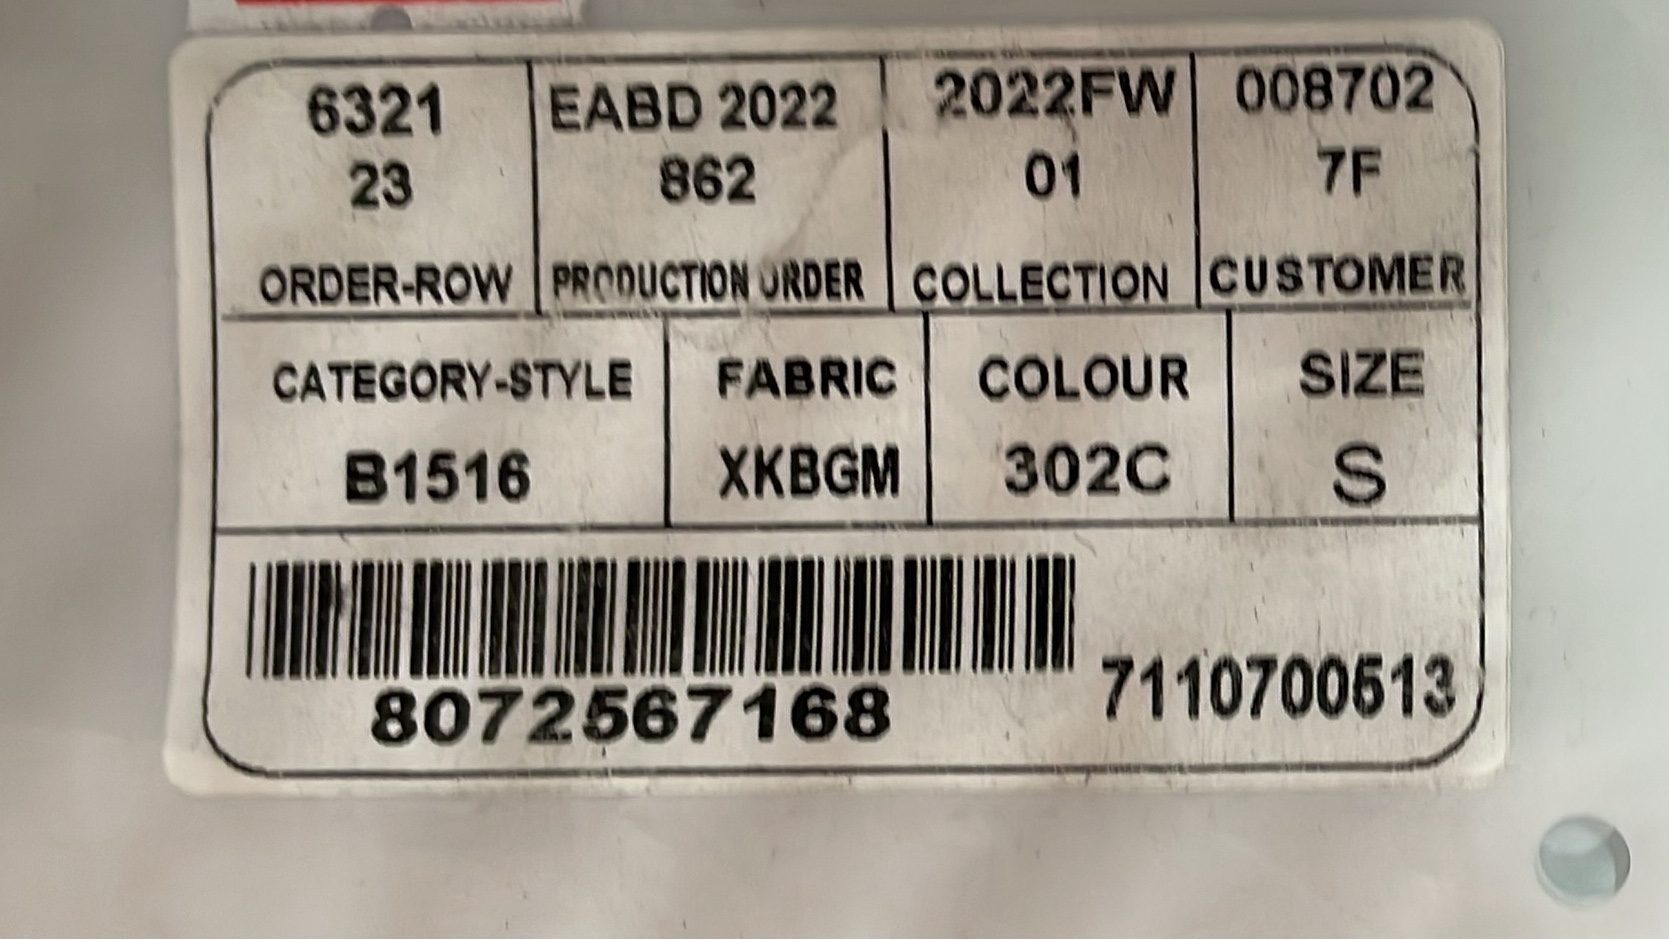 6321 EABD 2022 2022FW 008702
23 862 01 7F
ORDER-ROW PRODUCTION ORDER COLLECTION CUSTOMER
CATEGORY-STYLE FABRIC COLOUR SIZE
B1516 XKBGM 302C S
8072567168 7110700513